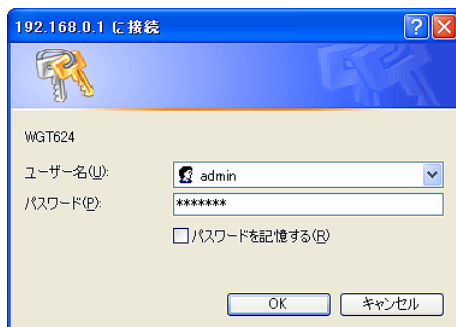 192.168.0.1 に接続
WGT624
ユーザー名(U):
admin
パスワード(P):
*******
パスワードを記憶する(R)
OK
キャンセル